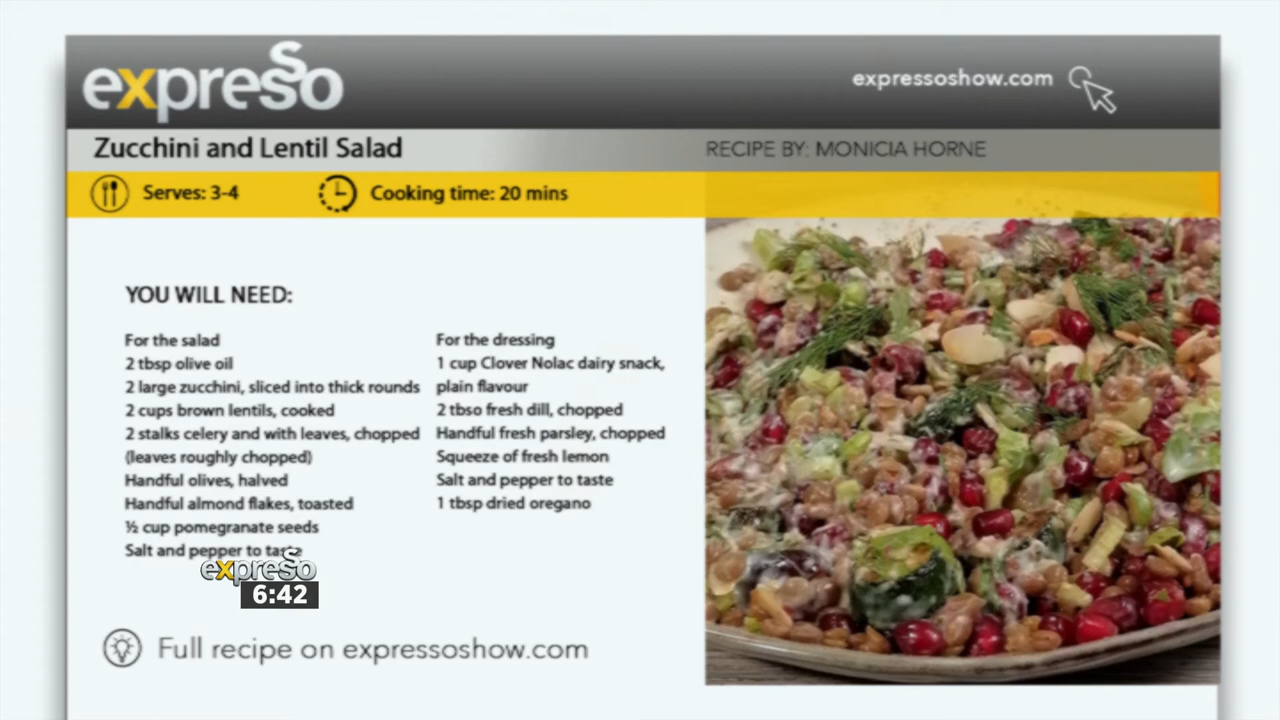 expresso
expressoshow.com
Zucchini and Lentil Salad
RECIPE BY: MONICIA HORNE
Serves: 3-4
Cooking time: 20 mins
YOU WILL NEED:
For the salad
2 tbsp olive oil
2 large zucchini, sliced into thick rounds
2 cups brown lentils, cooked
2 stalks celery and with leaves, chopped
(leaves roughly chopped)
Handful olives, halved
Handful almond flakes, toasted
½ cup pomegranate seeds
Salt and pepper to taste
For the dressing
1 cup Clover Nolac dairy snack,
plain flavour
2 tbso fresh dill, chopped
Handful fresh parsley, chopped
Squeeze of fresh lemon
Salt and pepper to taste
1 tbsp dried oregano
expresso
6:42
Full recipe on expressoshow.com